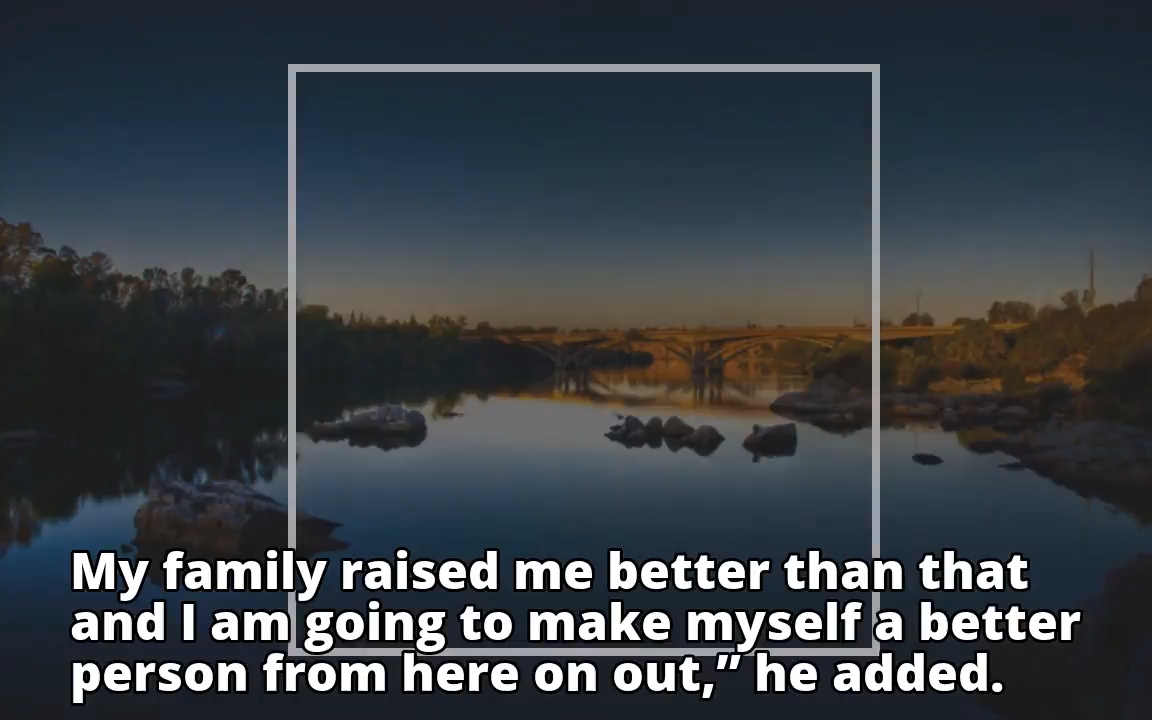 My family raised me better than that
and I am going to make myself a better
person from here on out,” he added.